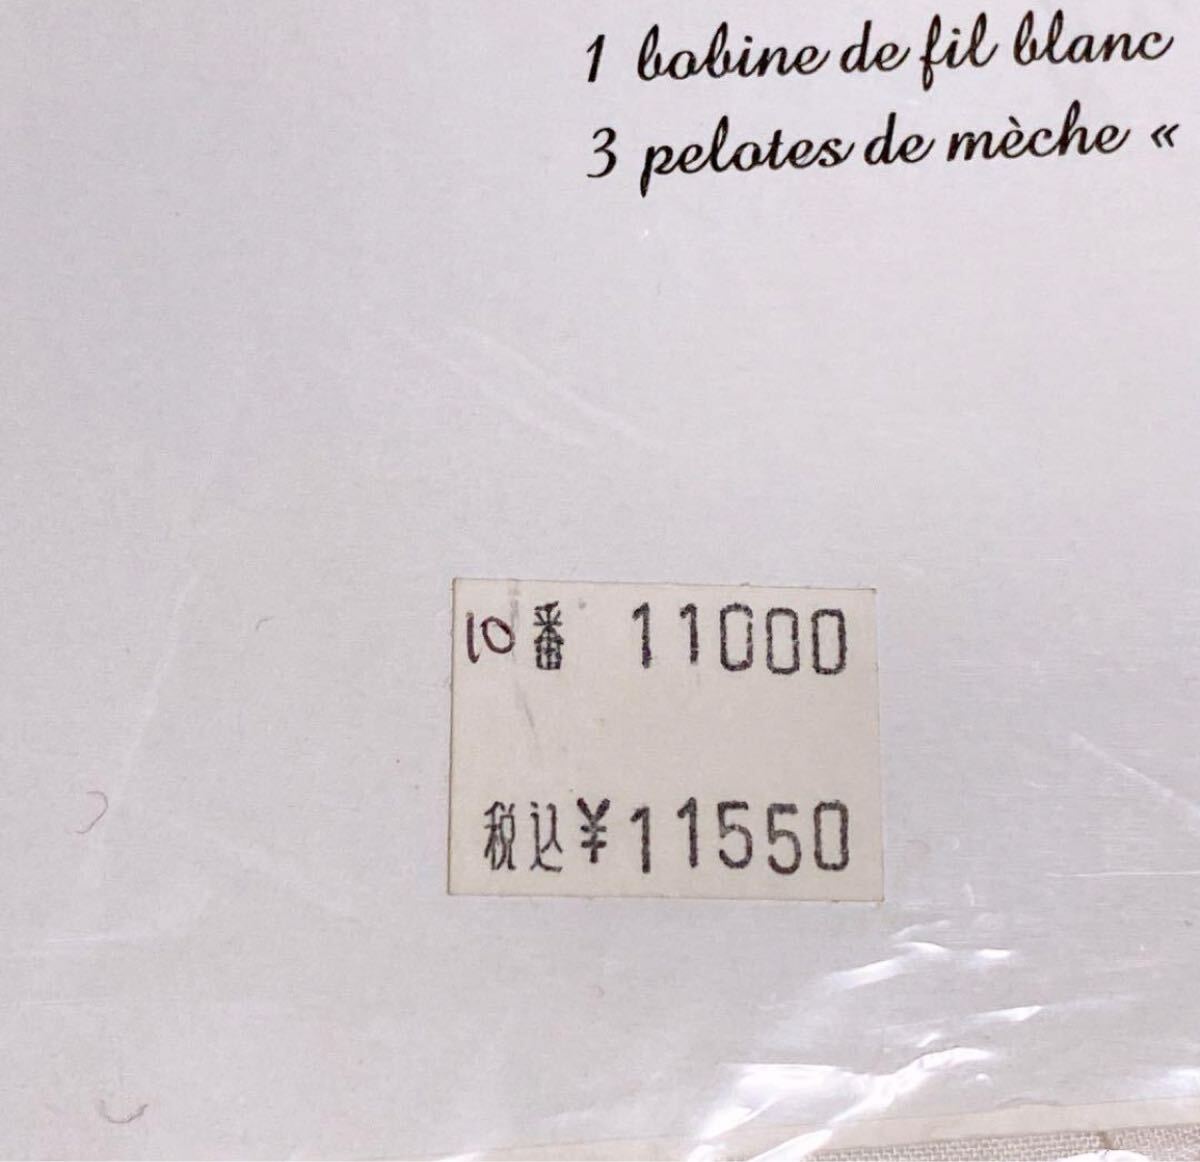 1 bobine de fil blanc
3 pelotes de mèche «
10番 11000
税込¥11550